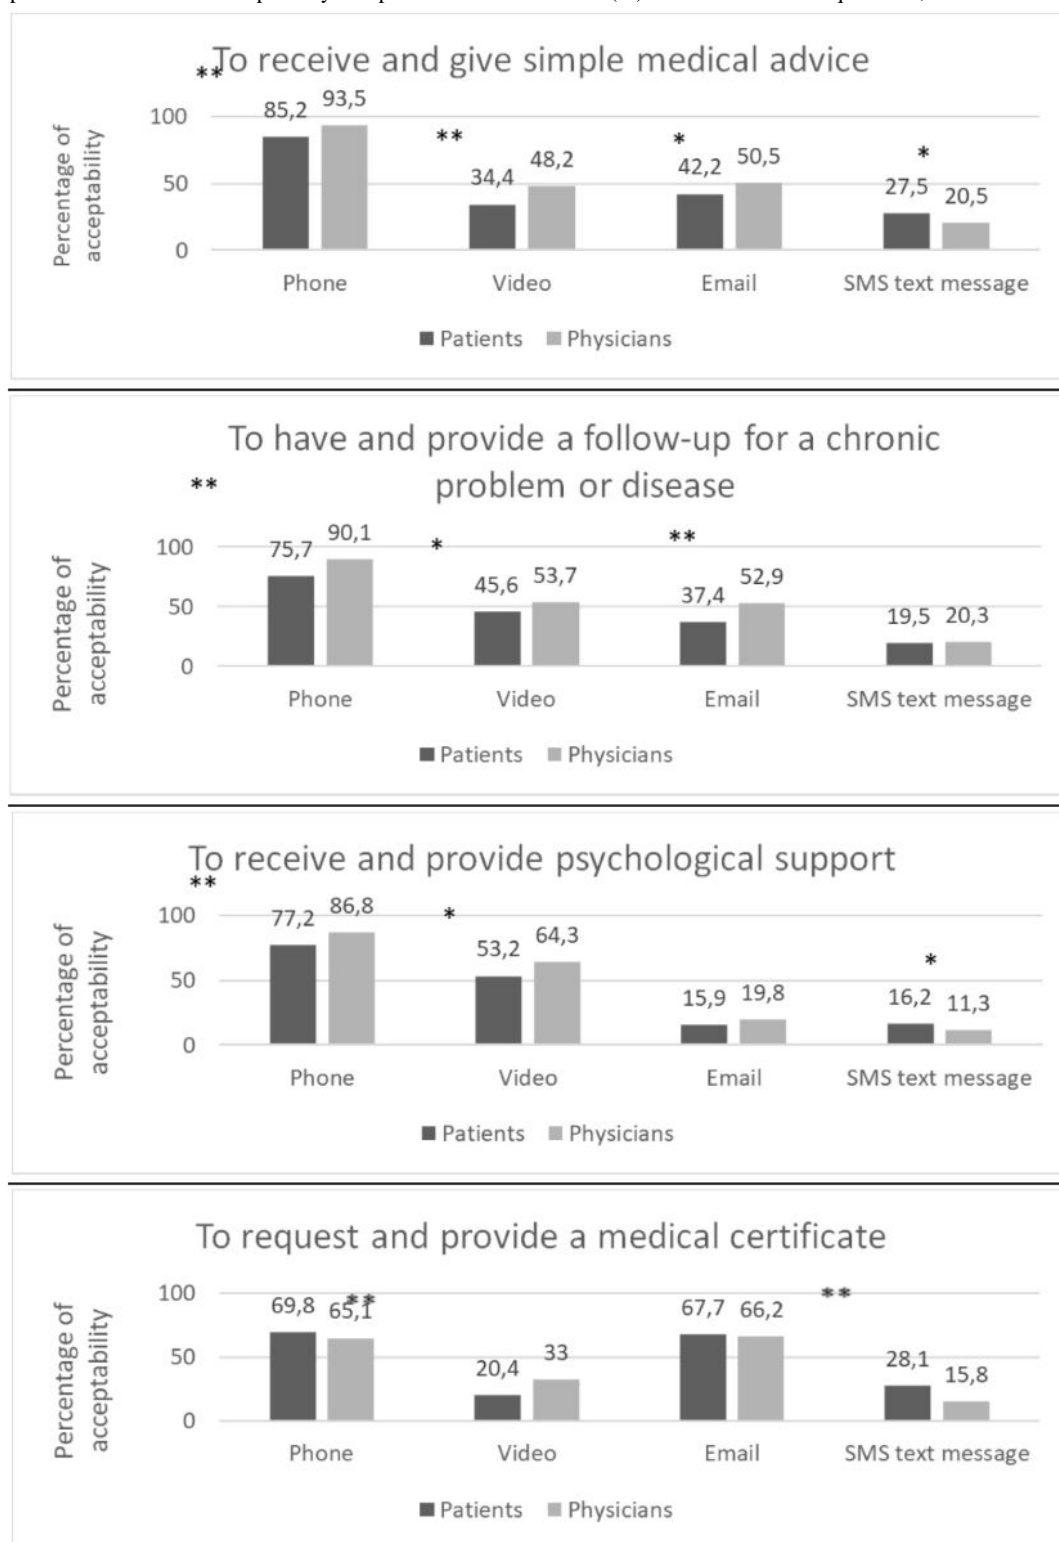 **
To receive and give simple medical advice
Percentage of
acceptability
100
50
0
85,2 93,5
**
34,4 48,2
*
42,2 50,5
*
27,5 20,5
Phone Video Email SMS text message
Patients Physicians
To have and provide a follow-up for a chronic
problem or disease
**
Percentage of
acceptability
100
50
0
75,7 90,1
*
45,6 53,7
**
37,4 52,9
19,5 20,3
Phone Video Email SMS text message
Patients Physicians
To receive and provide psychological support
**
Percentage of
acceptability
100
50
0
77,2 86,8
*
53,2 64,3
15,9 19,8
*
16,2 11,3
Phone Video Email SMS text message
Patients Physicians
To request and provide a medical certificate
Percentage of
acceptability
100
50
0
69,8 65,1
**
20,4 33
67,7 66,2
**
28,1 15,8
Phone Video Email SMS text message
Patients Physicians